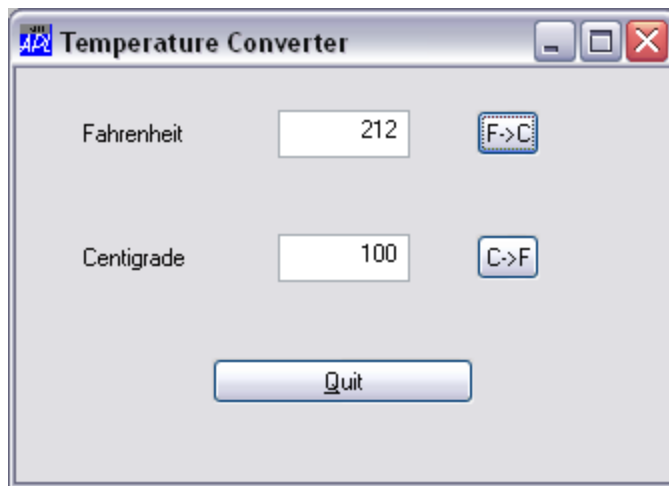 Temperature Converter
Fahrenheit 212 F->C
Centigrade 100 C->F
Quit